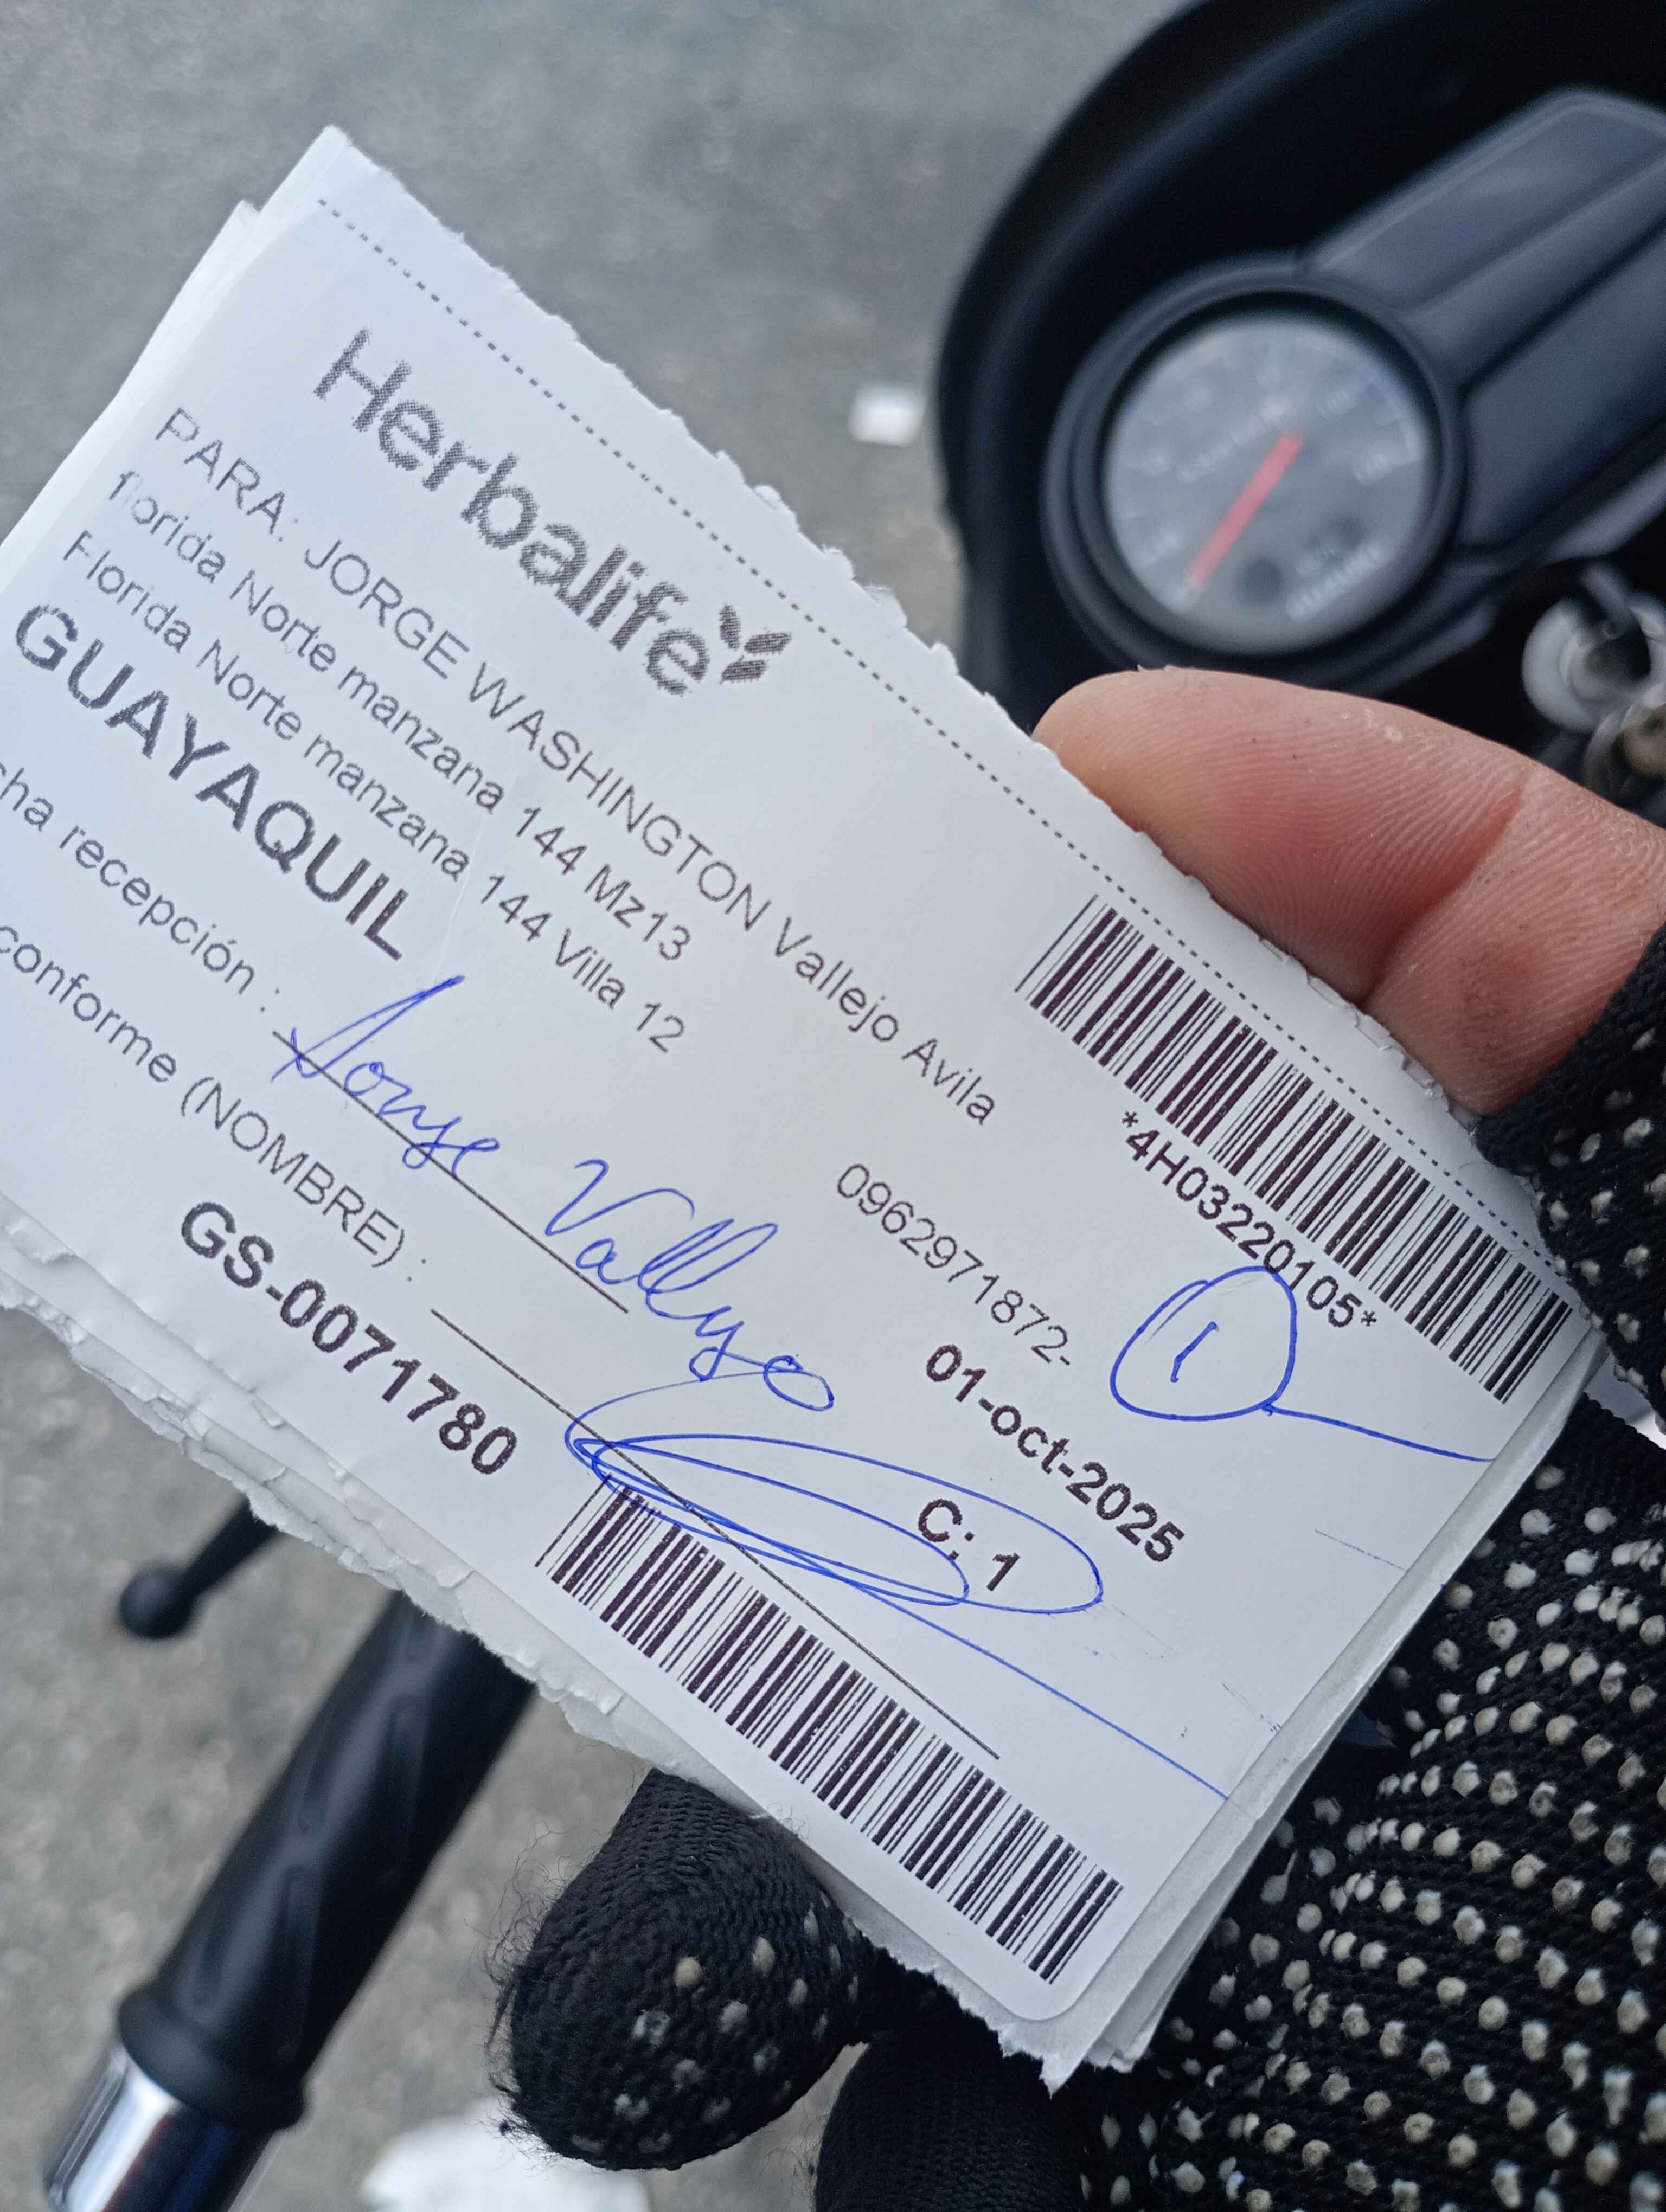 Herbalife
*4H03220105*
PARA: JORGE WASHINGTON Vallejo Avila
florida Norte manzana 144 Mz13
Florida Norte manzana 144 Villa 12
0962971872-
1
GUAYAQUIL
01-oct-2025
cha recepción :
Jorge Vallejo
C: 1
conforme (NOMBRE) :
GS-0071780